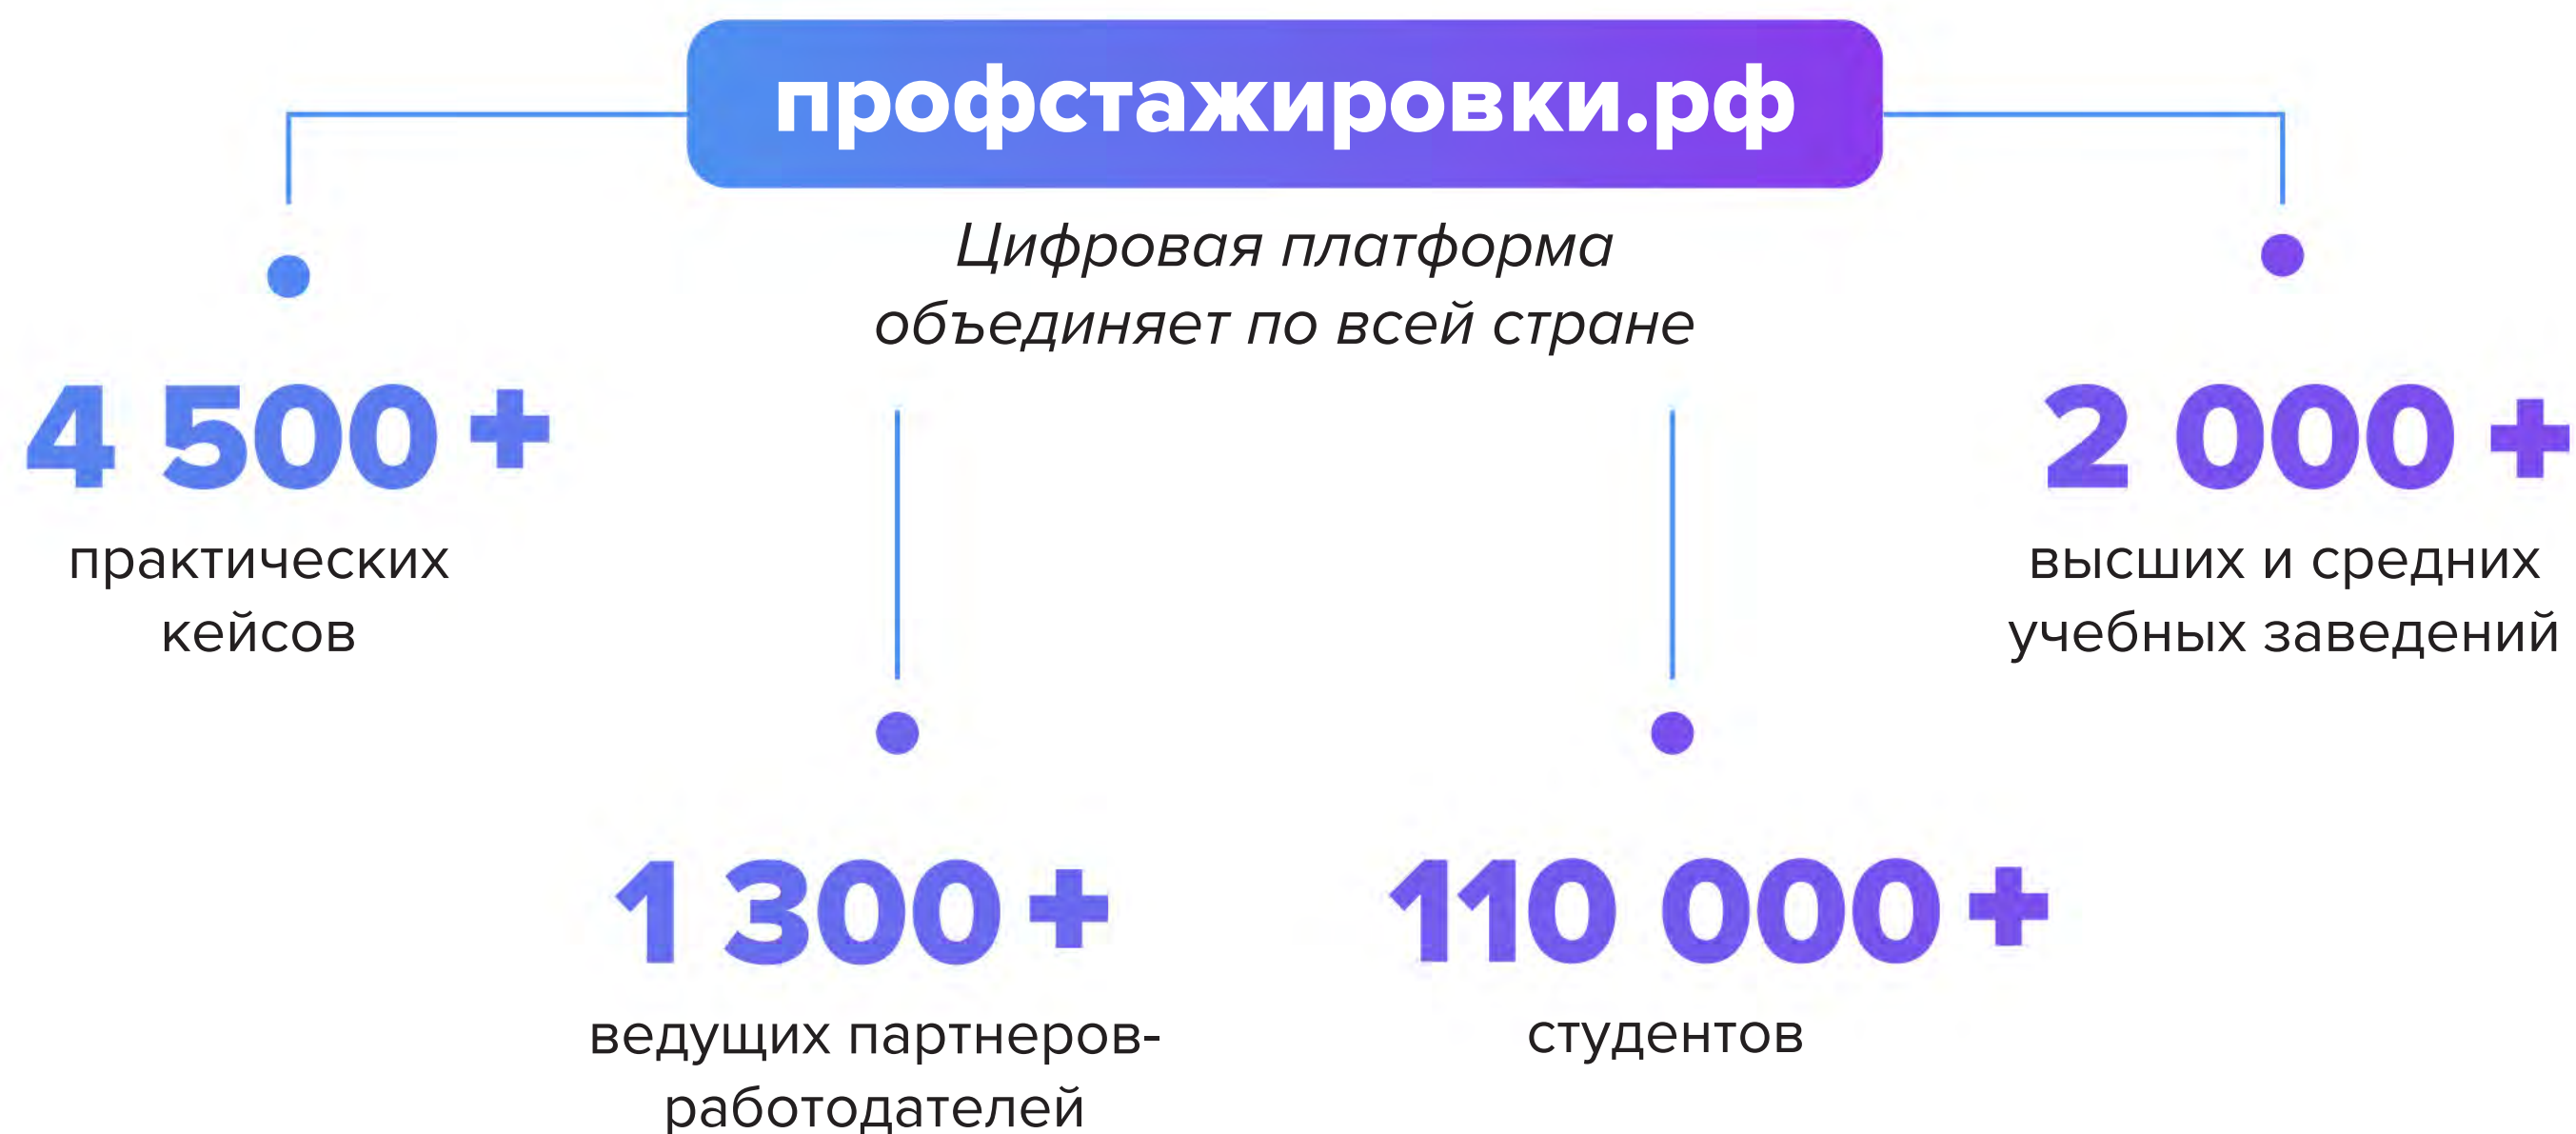 профстажировки.рф
Цифровая платформа
объединяет по всей стране
4 500 +
практических
кейсов
1 300 +
ведущих партнеров-
работодателей
110 000 +
студентов
2 000 +
высших и средних
учебных заведений